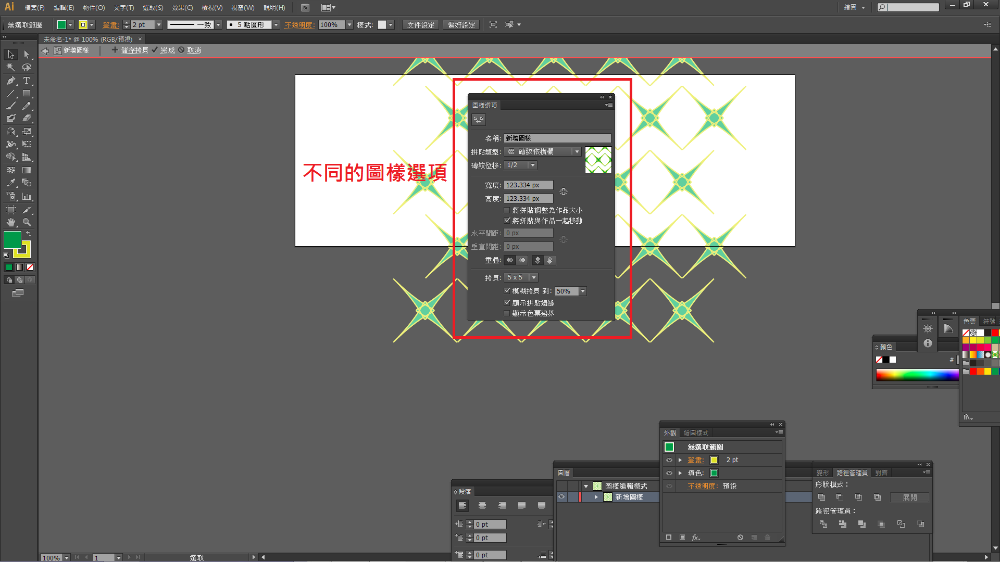 Ai 檔案(F) 編輯(E) 物件(O) 文字(T) 選取(S) 效果(C) 檢視(V) 視窗(W) 說明(H) Br 繪圖
無選取範圍 筆畫: 2 pt 一致 5 點圓形 不透明度: 100% 樣式: 文件設定 偏好設定
未命名-1* @ 100% (RGB/預視) ×
新增圖樣 儲存拷貝 完成 取消
圖樣選項
名稱: 新增圖樣
拼貼類型: 磚紋依橫欄
磚紋位移: 1/2
不同的圖樣選項
寬度: 123.334 px
高度: 123.334 px
將拼貼調整為作品大小
將拼貼與作品一起移動
水平間距: 0 px
垂直間距: 0 px
重疊:
拷貝: 5 x 5
模糊拷貝 到: 50%
顯示拼貼邊緣
顯示色票邊界
色票 符號
顏色
#
外觀 繪圖樣式
無選取範圍
筆畫: 2 pt
填色:
不透明度: 預設
fx
圖層
圖樣編輯模式
新增圖樣
變形 路徑管理員 對齊
形狀模式：
展開
路徑管理員：
段落
0 pt
0 pt
0 pt
100% 1 選取